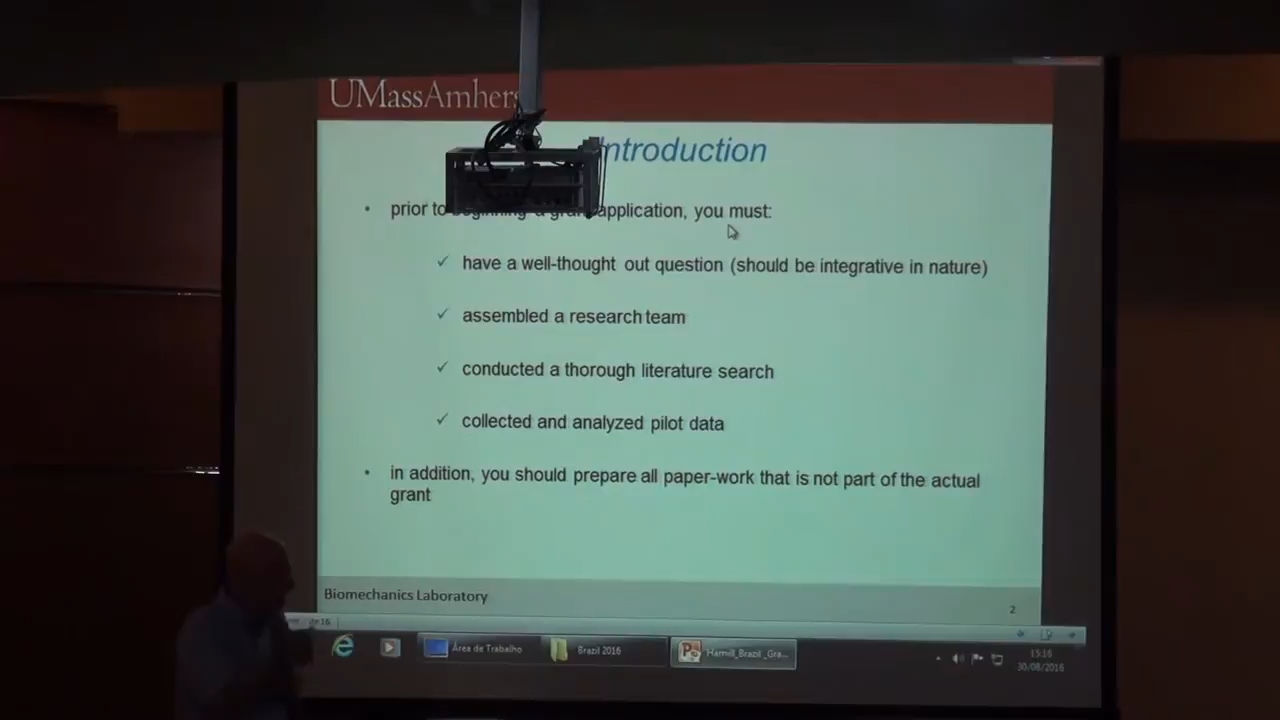 UMassAmhers
Introduction
• prior to beginning a grant application, you must:
✓ have a well-thought out question (should be integrative in nature)
✓ assembled a research team
✓ conducted a thorough literature search
✓ collected and analyzed pilot data
• in addition, you should prepare all paper-work that is not part of the actual
grant
Biomechanics Laboratory
2
de 16
Área de Trabalho
Brazil 2016
Hamill_Brazil_Gra...
15:16
30/08/2016